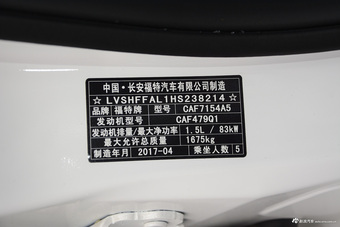 中国·长安福特汽车有限公司制造
☆LVSHFFAL1HS238214☆
品牌 福特牌 型号 CAF7154A5
发动机型号 CAF479Q1
发动机排量/最大净功率 1.5L / 83kW
最大允许总质量 1675kg
制造年月 2017-04 乘坐人数 5